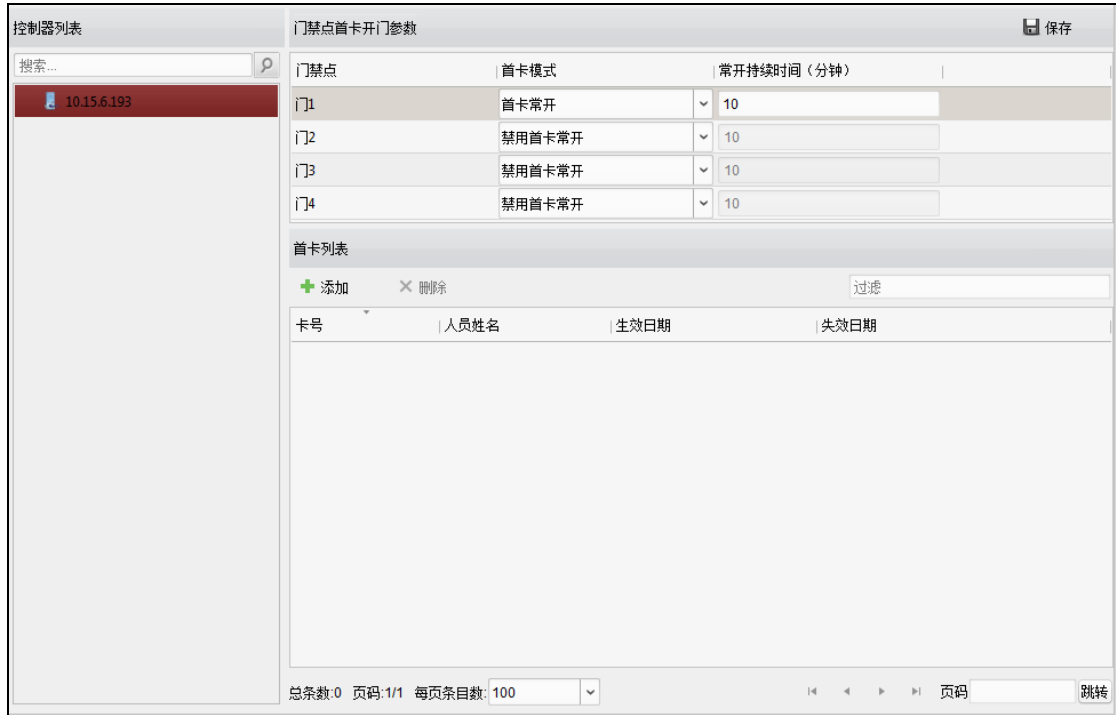 控制器列表
搜索...
10.15.6.193
门禁点首卡开门参数 保存
门禁点 首卡模式 常开持续时间（分钟）
门1 首卡常开 10
门2 禁用首卡常开 10
门3 禁用首卡常开 10
门4 禁用首卡常开 10
首卡列表
添加 删除 过滤
卡号 人员姓名 生效日期 失效日期
总条数:0 页码:1/1 每页条目数: 100 页码 跳转